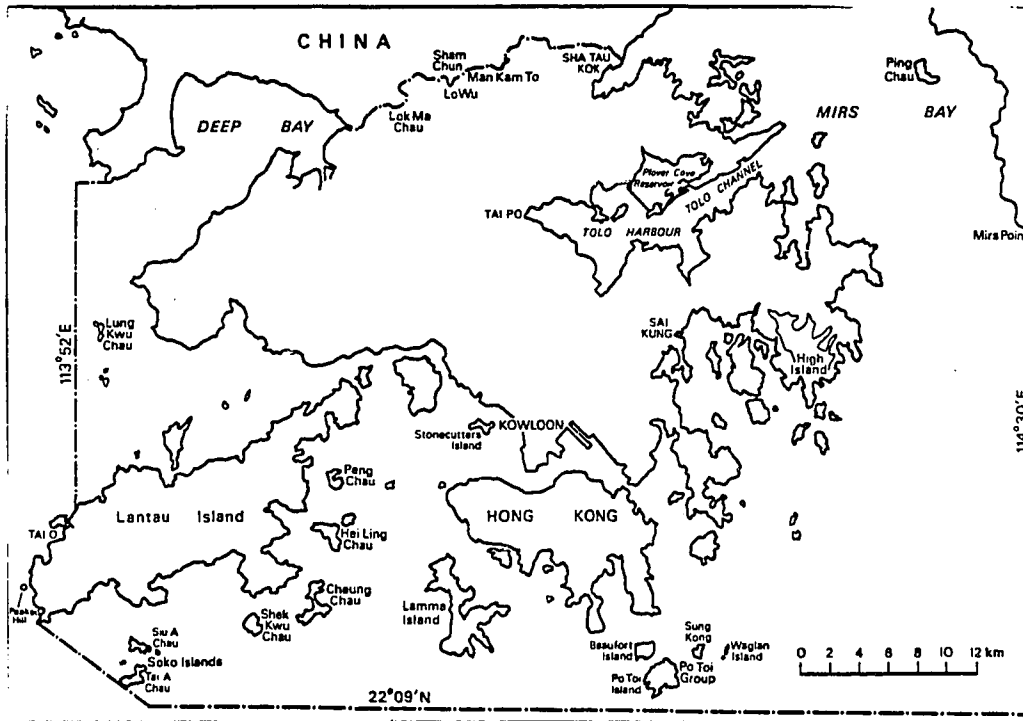 CHINA
Sham
Chun
Man Kam To
SHA TAU
KOK
Lo Wu
Lok Ma
Chau
Ping
Chau
DEEP BAY
MIRS BAY
Plover Cove
Reservoir
TOLO CHANNEL
TAI PO
TOLO HARBOUR
Mirs Point
Lung
Kwu
Chau
113°52'E
SAI
KUNG
High
Island
114°30'E
Stonecutters
Island
KOWLOON
Peng
Chau
Lantau Island
HONG KONG
TAI O
Hei Ling
Chau
Cheung
Chau
Shek
Kwu
Chau
Lamma
Island
Siu A
Chau
Soko Islands
Tai A
Chau
Beaufort
Island
Sung
Kong
Waglan
Island
Po Toi
Island
Po Toi
Group
0 2 4 6 8 10 12 km
22°09'N